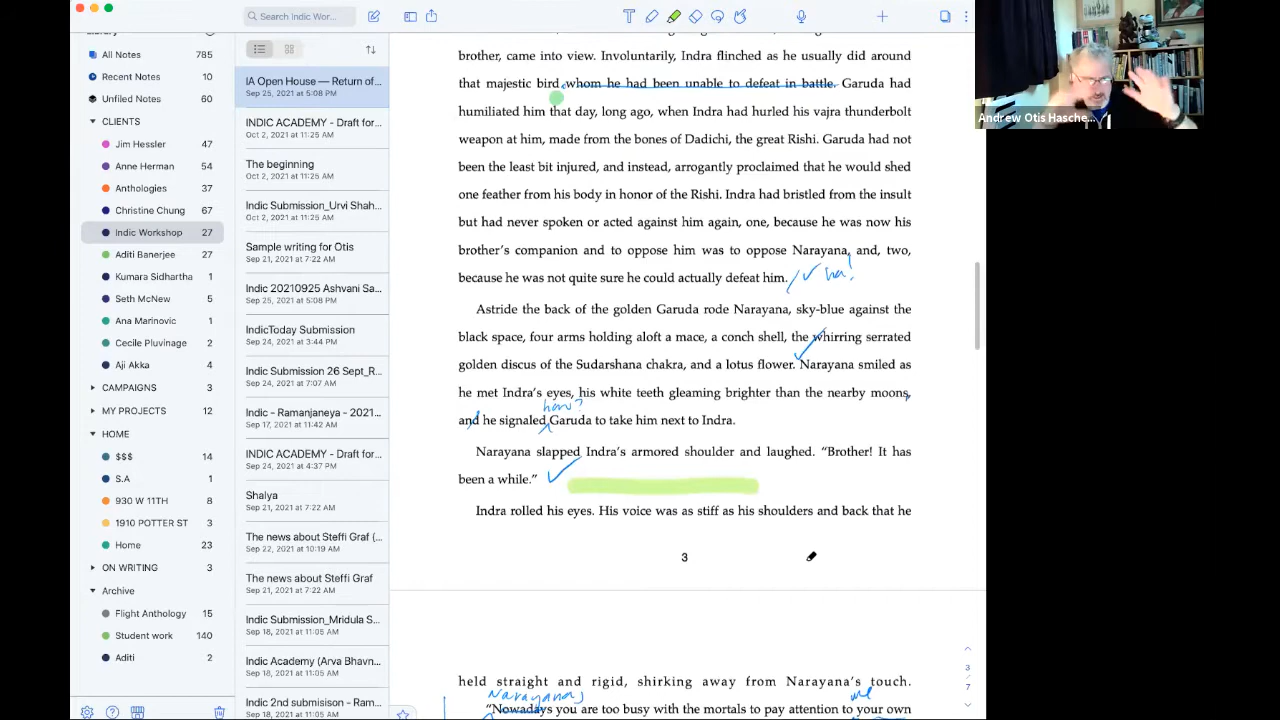 Search Indic Wor...
All Notes 785
Recent Notes 10
Unfiled Notes 60
CLIENTS
Jim Hessler 47
Anne Herman 54
Anthologies 37
Christine Chung 67
Indic Workshop 27
Aditi Banerjee 27
Kumara Sidhartha 1
Seth McNew 5
Ana Marinovic 1
Cecile Pluvinage 2
Aji Akka 4
CAMPAIGNS 3
MY PROJECTS 12
HOME
$$$ 14
S.A 1
930 W 11TH 8
1910 POTTER ST 3
Home 23
ON WRITING 3
Archive
Flight Anthology 15
Student work 140
Aditi 2
IA Open House — Return of...
Sep 25, 2021 at 5:08 PM
INDIC ACADEMY - Draft for...
Oct 2, 2021 at 11:25 AM
The beginning
Oct 2, 2021 at 11:25 AM
Indic Submission_Urvi Shah...
Oct 2, 2021 at 11:25 AM
Sample writing for Otis
Sep 21, 2021 at 7:22 AM
Indic 20210925 Ashvani Sa...
Sep 25, 2021 at 5:08 PM
IndicToday Submission
Sep 24, 2021 at 3:44 PM
Indic Submission 26 Sept_R...
Sep 24, 2021 at 7:07 AM
Indic - Ramanjaneya - 2021...
Sep 17, 2021 at 11:42 AM
INDIC ACADEMY - Draft for...
Sep 24, 2021 at 4:37 PM
Shalya
Sep 21, 2021 at 7:22 AM
The news about Steffi Graf (...
Sep 22, 2021 at 10:19 AM
The news about Steffi Graf
Sep 21, 2021 at 7:22 AM
Indic Submission_Mridula S...
Sep 18, 2021 at 11:05 AM
Indic Academy (Arva Bhavn...
Sep 18, 2021 at 11:05 AM
Indic 2nd submisison - Ram...
Sep 18, 2021 at 11:05 AM
brother, came into view. Involuntarily, Indra flinched as he usually did around
that majestic bird, whom he had been unable to defeat in battle. Garuda had
humiliated him that day, long ago, when Indra had hurled his vajra thunderbolt
weapon at him, made from the bones of Dadichi, the great Rishi. Garuda had not
been the least bit injured, and instead, arrogantly proclaimed that he would shed
one feather from his body in honor of the Rishi. Indra had bristled from the insult
but had never spoken or acted against him again, one, because he was now his
brother's companion and to oppose him was to oppose Narayana, and, two,
because he was not quite sure he could actually defeat him. ha!
Astride the back of the golden Garuda rode Narayana, sky-blue against the
black space, four arms holding aloft a mace, a conch shell, the whirring serrated
golden discus of the Sudarshana chakra, and a lotus flower. Narayana smiled as
he met Indra's eyes, his white teeth gleaming brighter than the nearby moons,
how?
and he signaled Garuda to take him next to Indra.
Narayana slapped Indra's armored shoulder and laughed. "Brother! It has
been a while."
Indra rolled his eyes. His voice was as stiff as his shoulders and back that he
3
held straight and rigid, shirking away from Narayana's touch.
Narayana, me
"Nowadays you are too busy with the mortals to pay attention to your own
3
7
Andrew Otis Hasche...